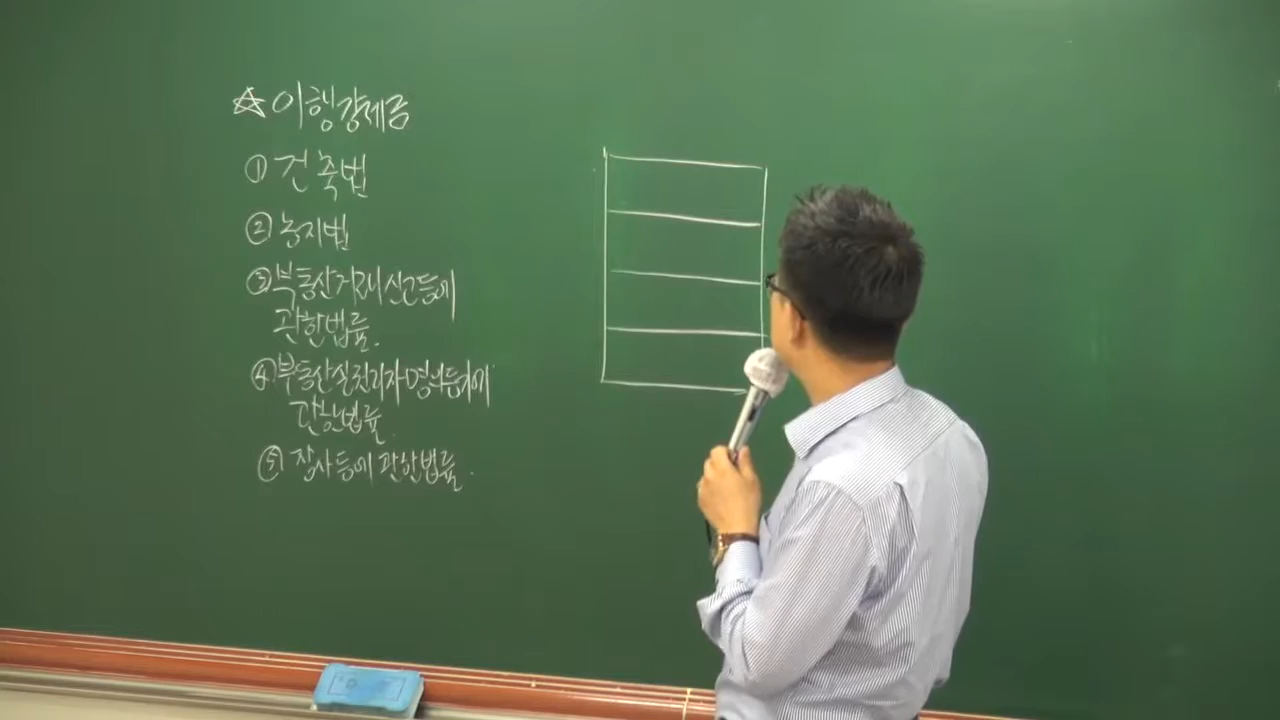 ☆ 이행강제금
① 건축법
② 농지법
③ 부동산거래신고등에
관한법률.
④ 부동산실권리자명의등기에
관한법률.
⑤ 장사등에관한법률.